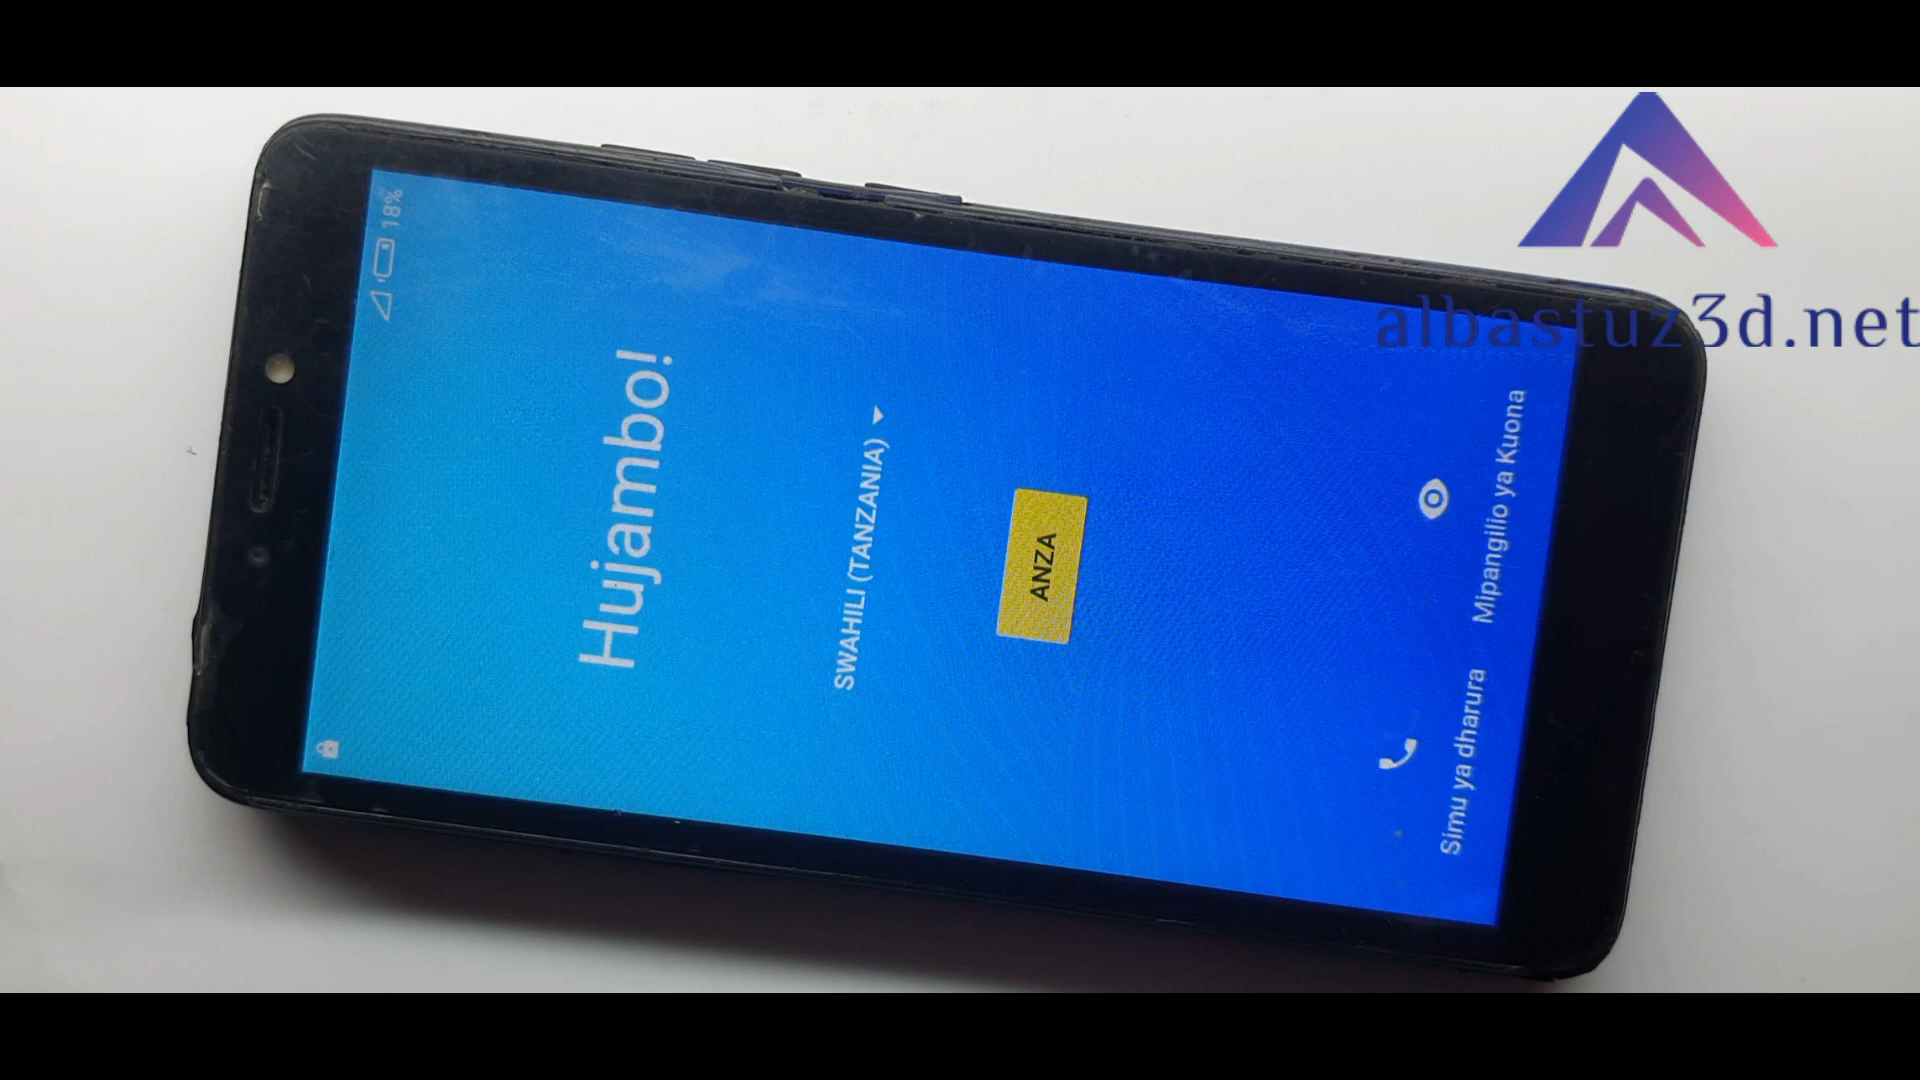 18%
Hujambo!
SWAHILI (TANZANIA)
ANZA
Simu ya dharura
Mipangilio ya Kuona
albastuz3d.net